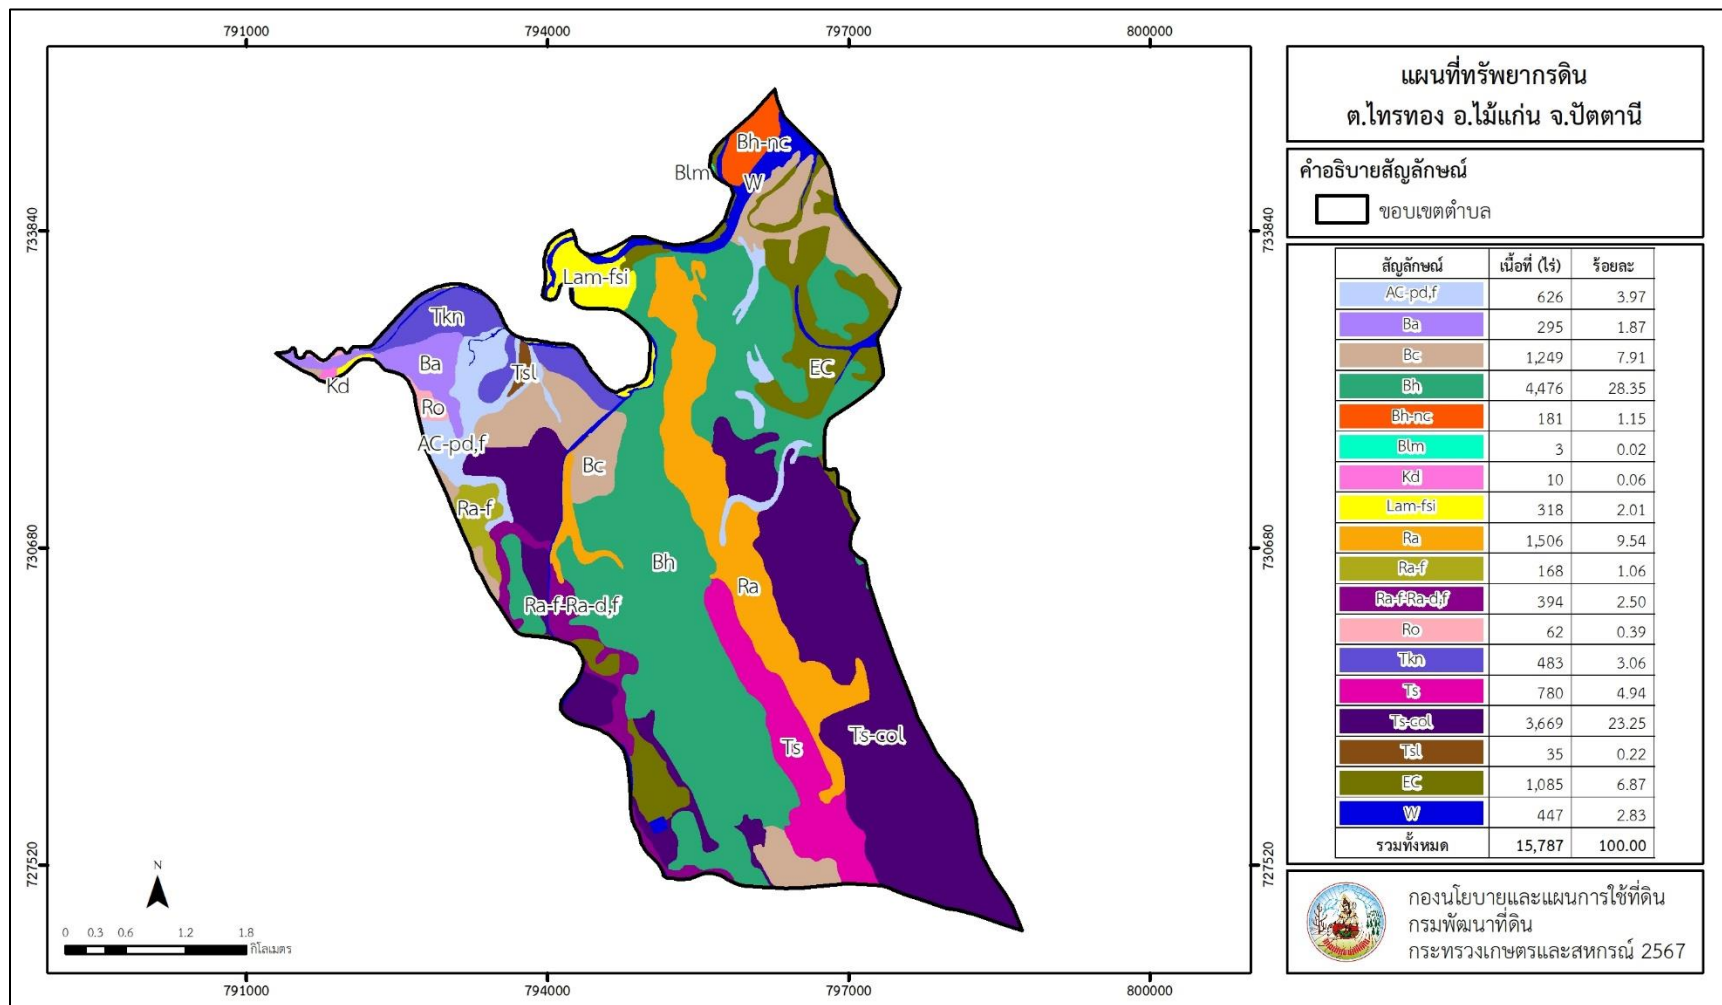 791000 794000 797000 800000
แผนที่ทรัพยากรดิน
ต.ไทรทอง อ.ไม้แก่น จ.ปัตตานี
คำอธิบายสัญลักษณ์
ขอบเขตตำบล
สัญลักษณ์ เนื้อที่ (ไร่) ร้อยละ
AC-pd,f 626 3.97
Ba 295 1.87
Bc 1,249 7.91
Bh 4,476 28.35
Bh-nc 181 1.15
Blm 3 0.02
Kd 10 0.06
Lam-fsi 318 2.01
Ra 1,506 9.54
Ra-f 168 1.06
Ra-f-Ra-d,f 394 2.50
Ro 62 0.39
Tkn 483 3.06
Ts 780 4.94
Ts-col 3,669 23.25
Tsl 35 0.22
EC 1,085 6.87
W 447 2.83
รวมทั้งหมด 15,787 100.00
กองนโยบายและแผนการใช้ที่ดิน
กรมพัฒนาที่ดิน
กระทรวงเกษตรและสหกรณ์ 2567
Bh-nc
Blm
W
733840
733840
Lam-fsi
Tkn
Ba
Tsl
EC
Kd
Ro
AC-pd,f
Bc
Ra-f
730680
730680
Bh
Ra
Ra-f-Ra-d,f
Ts
Ts-col
727520
727520
N
0 0.3 0.6 1.2 1.8
กิโลเมตร
791000 794000 797000 800000